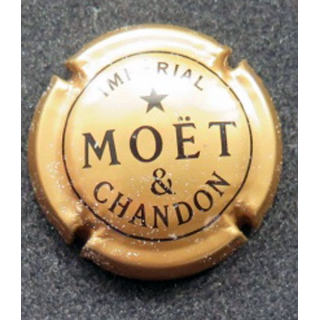 IMPERIAL
MOËT
&
CHANDON